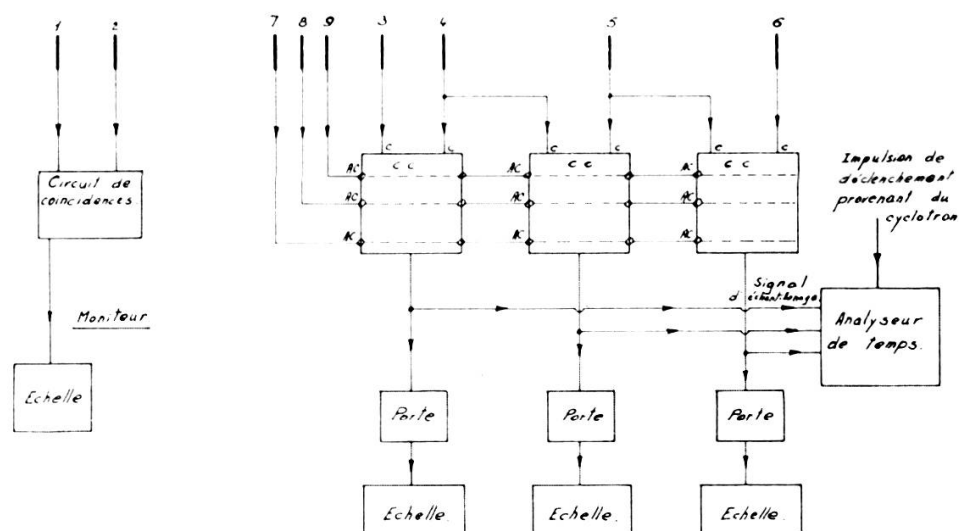 1 2 7 8 9 3 4 5 6
c c c c c c
AC c c AC c c AC c c
AC AC AC
AC AC AC
Circuit de
coincidences
Impulsion de
déclenchement
provenant du
cyclotron
Signal
d'échantillonage
Moniteur
Analyseur
de temps.
Echelle
Porte Porte Porte
Echelle. Echelle. Echelle.